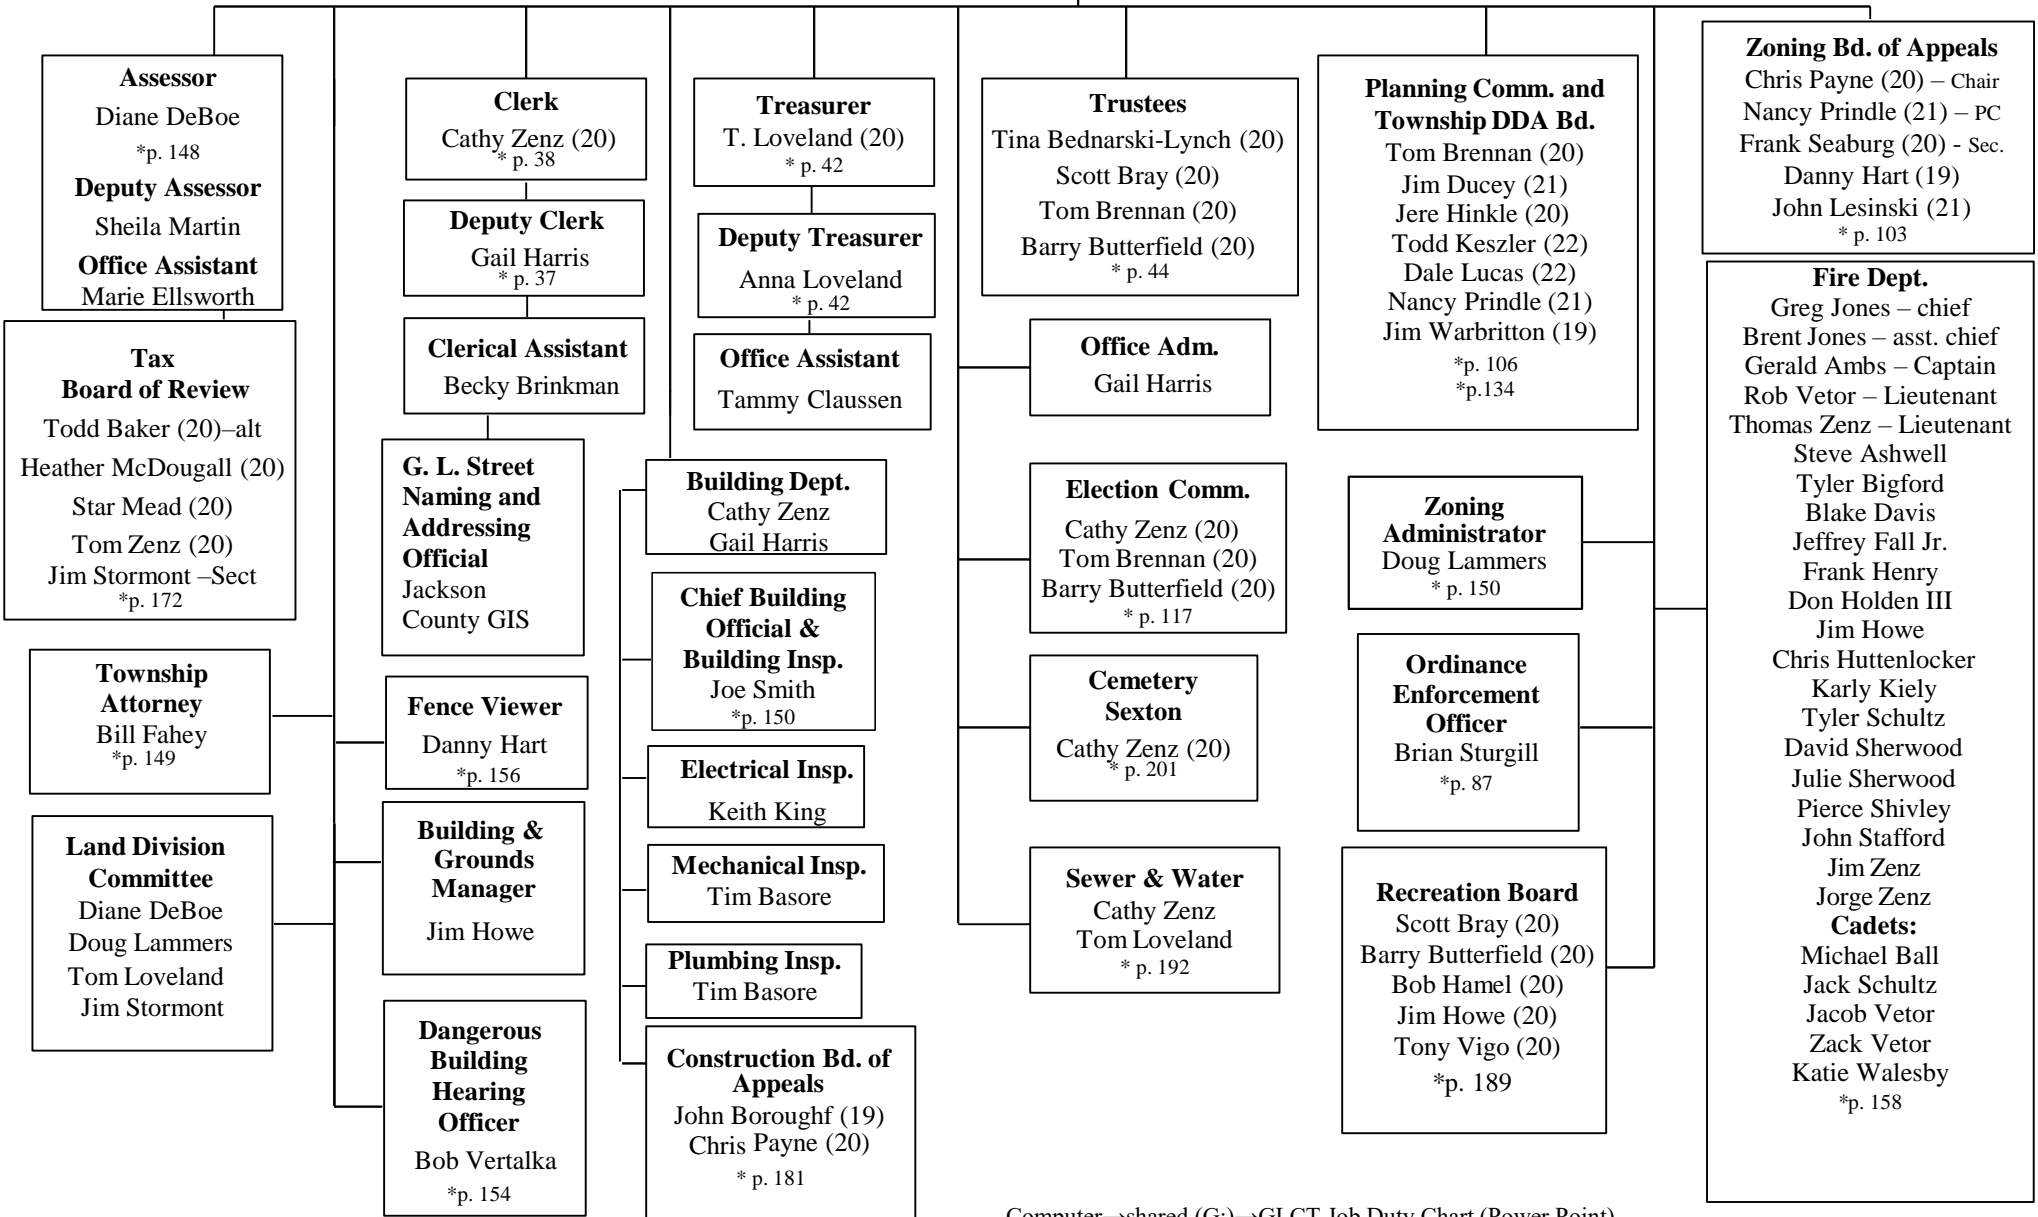 Assessor
Diane DeBoe
*p. 148
Deputy Assessor
Sheila Martin
Office Assistant
Marie Ellsworth
Tax
Board of Review
Todd Baker (20)–alt
Heather McDougall (20)
Star Mead (20)
Tom Zenz (20)
Jim Stormont –Sect
*p. 172
Township
Attorney
Bill Fahey
*p. 149
Land Division
Committee
Diane DeBoe
Doug Lammers
Tom Loveland
Jim Stormont
Clerk
Cathy Zenz (20)
* p. 38
Deputy Clerk
Gail Harris
* p. 37
Clerical Assistant
Becky Brinkman
G. L. Street
Naming and
Addressing
Official
Jackson
County GIS
Fence Viewer
Danny Hart
*p. 156
Building &
Grounds
Manager
Jim Howe
Dangerous
Building
Hearing
Officer
Bob Vertalka
*p. 154
Treasurer
T. Loveland (20)
* p. 42
Deputy Treasurer
Anna Loveland
* p. 42
Office Assistant
Tammy Claussen
Building Dept.
Cathy Zenz
Gail Harris
Chief Building
Official &
Building Insp.
Joe Smith
*p. 150
Electrical Insp.
Keith King
Mechanical Insp.
Tim Basore
Plumbing Insp.
Tim Basore
Construction Bd. of
Appeals
John Boroughf (19)
Chris Payne (20)
* p. 181
Trustees
Tina Bednarski-Lynch (20)
Scott Bray (20)
Tom Brennan (20)
Barry Butterfield (20)
* p. 44
Office Adm.
Gail Harris
Election Comm.
Cathy Zenz (20)
Tom Brennan (20)
Barry Butterfield (20)
* p. 117
Cemetery
Sexton
Cathy Zenz (20)
* p. 201
Sewer & Water
Cathy Zenz
Tom Loveland
* p. 192
Planning Comm. and
Township DDA Bd.
Tom Brennan (20)
Jim Ducey (21)
Jere Hinkle (20)
Todd Keszler (22)
Dale Lucas (22)
Nancy Prindle (21)
Jim Warbritton (19)
*p. 106
*p.134
Zoning
Administrator
Doug Lammers
* p. 150
Ordinance
Enforcement
Officer
Brian Sturgill
*p. 87
Recreation Board
Scott Bray (20)
Barry Butterfield (20)
Bob Hamel (20)
Jim Howe (20)
Tony Vigo (20)
*p. 189
Zoning Bd. of Appeals
Chris Payne (20) – Chair
Nancy Prindle (21) – PC
Frank Seaburg (20) - Sec.
Danny Hart (19)
John Lesinski (21)
* p. 103
Fire Dept.
Greg Jones – chief
Brent Jones – asst. chief
Gerald Ambs – Captain
Rob Vetor – Lieutenant
Thomas Zenz – Lieutenant
Steve Ashwell
Tyler Bigford
Blake Davis
Jeffrey Fall Jr.
Frank Henry
Don Holden III
Jim Howe
Chris Huttenlocker
Karly Kiely
Tyler Schultz
David Sherwood
Julie Sherwood
Pierce Shivley
John Stafford
Jim Zenz
Jorge Zenz
Cadets:
Michael Ball
Jack Schultz
Jacob Vetor
Zack Vetor
Katie Walesby
*p. 158
Computer→shared (G:)→GLCT Job Duty Chart (Power Point)